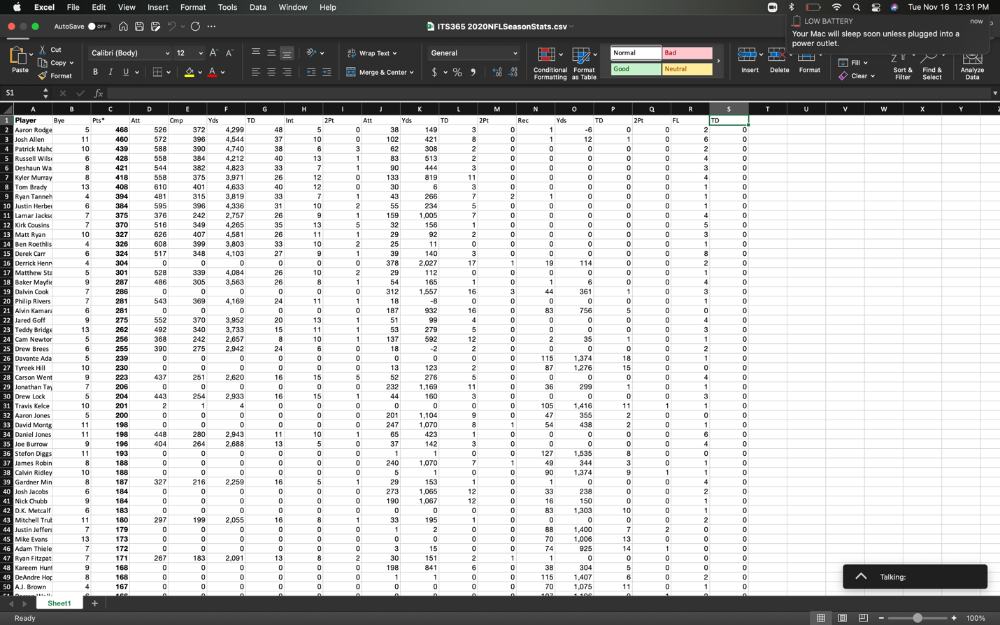 Excel File Edit View Insert Format Tools Data Window Help Tue Nov 16 12:31 PM
AutoSave OFF ITS365 2020NFLSeasonStats.csv
LOW BATTERY now
Your Mac will sleep soon unless plugged into a
power outlet.
Paste Cut Copy Format Calibri (Body) 12 Wrap Text Merge & Center General Conditional Formatting Format as Table Normal Bad Good Neutral Insert Delete Format Fill Clear Sort & Filter Find & Select Analyze Data
S1 fx
A B C D E F G H I J K L M N O P Q R S T U V W X Y
1 Player Bye Pts* Att Cmp Yds TD Int 2Pt Att Yds TD 2Pt Rec Yds TD 2Pt FL TD
2 Aaron Rodge 5 468 526 372 4,299 48 5 0 38 149 3 0 1 -6 0 0 2 0
3 Josh Allen 11 460 572 396 4,544 37 10 0 102 421 8 0 1 12 1 0 6 0
4 Patrick Maho 10 439 588 390 4,740 38 6 3 62 308 2 0 0 0 0 0 2 0
5 Russell Wils 6 428 558 384 4,212 40 13 1 83 513 2 0 0 0 0 0 4 0
6 Deshaun Wa 8 421 544 382 4,823 33 7 1 90 444 3 0 0 0 0 0 3 0
7 Kyler Murray 8 418 558 375 3,971 26 12 0 133 819 11 0 0 0 0 0 4 0
8 Tom Brady 13 408 610 401 4,633 40 12 0 30 6 3 0 0 0 0 0 1 0
9 Ryan Tanneh 4 394 481 315 3,819 33 7 1 43 266 7 2 1 0 0 0 1 0
10 Justin Herber 6 384 595 396 4,336 31 10 2 55 234 5 0 0 0 0 0 1 0
11 Lamar Jackso 7 375 376 242 2,757 26 9 1 159 1,005 7 0 0 0 0 0 4 0
12 Kirk Cousins 7 370 516 349 4,265 35 13 5 32 156 1 0 0 0 0 0 5 0
13 Matt Ryan 10 327 626 407 4,581 26 11 1 29 92 2 0 0 0 0 0 3 0
14 Ben Roethlis 4 326 608 399 3,803 33 10 2 25 11 0 0 0 0 0 0 1 0
15 Derek Carr 6 324 517 348 4,103 27 9 1 39 140 3 0 0 0 0 0 8 0
16 Derrick Henr 4 304 0 0 0 0 0 0 378 2,027 17 1 19 114 0 0 2 0
17 Matthew Sta 5 301 528 339 4,084 26 10 2 29 112 0 0 0 0 0 0 1 0
18 Baker Mayfie 9 287 486 305 3,563 26 8 1 54 165 1 0 1 6 0 0 4 0
19 Dalvin Cook 7 286 0 0 0 0 0 0 312 1,557 16 3 44 361 1 0 3 0
20 Philip Rivers 7 281 543 369 4,169 24 11 1 18 -8 0 0 0 0 0 0 1 0
21 Alvin Kamara 6 281 0 0 0 0 0 0 187 932 16 0 83 756 5 0 0 0
22 Jared Goff 9 275 552 370 3,952 20 13 1 51 99 4 0 0 0 0 0 4 0
23 Teddy Bridge 13 262 492 340 3,733 15 11 1 53 279 5 0 0 0 0 0 3 0
24 Cam Newton 5 256 368 242 2,657 8 10 1 137 592 12 0 2 35 1 0 1 0
25 Drew Brees 6 255 390 275 2,942 24 6 0 18 -2 2 0 0 0 0 0 2 0
26 Davante Ada 5 239 0 0 0 0 0 0 0 0 0 0 115 1,374 18 0 1 0
27 Tyreek Hill 10 230 0 0 0 0 0 0 13 123 2 0 87 1,276 15 0 0 0
28 Carson Went 9 223 437 251 2,620 16 15 5 52 276 5 0 0 0 0 0 4 0
29 Jonathan Tay 7 206 0 0 0 0 0 0 232 1,169 11 0 36 299 1 0 1 0
30 Drew Lock 5 204 443 254 2,933 16 15 1 44 160 3 0 0 0 0 0 3 0
31 Travis Kelce 10 201 2 1 4 0 0 0 0 0 0 0 105 1,416 11 1 1 0
32 Aaron Jones 5 200 0 0 0 0 0 0 201 1,104 9 0 47 355 2 0 0 0
33 David Montg 11 198 0 0 0 0 0 0 247 1,070 8 1 54 438 2 0 1 0
34 Daniel Jones 11 198 448 280 2,943 11 10 1 65 423 1 0 0 0 0 0 6 0
35 Joe Burrow 9 196 404 264 2,688 13 5 0 37 142 3 0 0 0 0 0 4 0
36 Stefon Diggs 11 193 0 0 0 0 0 0 1 1 0 0 127 1,535 8 0 0 0
37 James Robin 8 188 0 0 0 0 0 0 240 1,070 7 1 49 344 3 0 1 0
38 Calvin Ridley 10 188 0 0 0 0 0 0 5 1 0 0 90 1,374 9 1 1 0
39 Gardner Min 8 187 327 216 2,259 16 5 1 29 153 1 0 1 0 0 0 4 0
40 Josh Jacobs 6 184 0 0 0 0 0 0 273 1,065 12 0 33 238 0 0 2 0
41 Nick Chubb 9 184 0 0 0 0 0 0 190 1,067 12 0 16 150 0 0 1 0
42 D.K. Metcalf 6 183 0 0 0 0 0 0 0 0 0 0 83 1,303 10 0 1 0
43 Mitchell Trub 11 180 297 199 2,055 16 8 1 33 195 1 0 0 0 0 0 2 0
44 Justin Jeffers 7 179 0 0 0 0 0 0 1 2 0 0 88 1,400 7 2 0 0
45 Mike Evans 13 173 0 0 0 0 0 0 0 0 0 0 70 1,006 13 0 0 0
46 Adam Thiele 7 172 0 0 0 0 0 0 3 15 0 0 74 925 14 1 0 0
47 Ryan Fitzpat 7 171 267 183 2,091 13 8 2 30 151 2 1 1 0 0 0 0 0
48 Kareem Hunt 9 168 0 0 0 0 0 0 198 841 6 0 38 304 5 0 0 0
49 DeAndre Hop 8 168 0 0 0 0 0 0 1 1 0 0 115 1,407 6 0 2 0
50 A.J. Brown 4 167 0 0 0 0 0 0 0 0 0 0 70 1,075 11 0 1 0
Talking:
Sheet1
Ready 100%